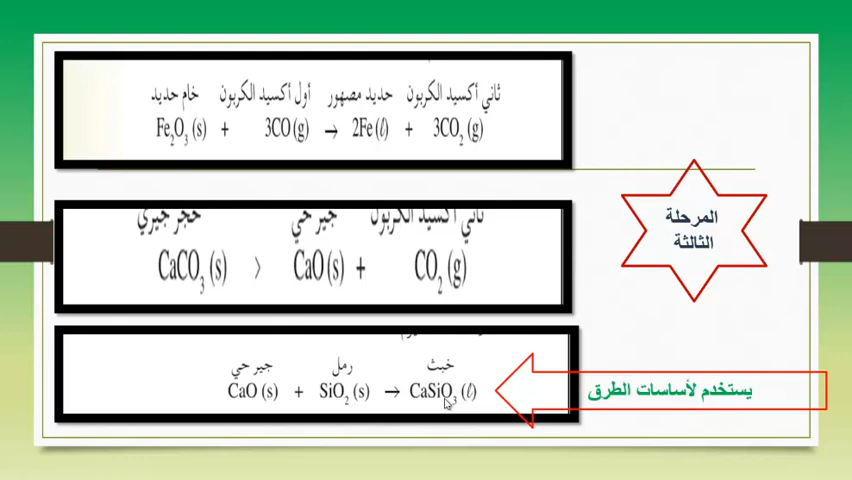 خام حديد أول أكسيد الكربون حديد مصهور ثاني أكسيد الكربون
Fe₂O₃ (s) + 3CO (g) → 2Fe (l) + 3CO₂ (g)
المرحلة
الثالثة
حجر جيري جير حي ثاني أكسيد الكربون
CaCO₃ (s) > CaO (s) + CO₂ (g)
جير حي رمل خبث
CaO (s) + SiO₂ (s) → CaSiO₃ (l)
يستخدم لأساسات الطرق